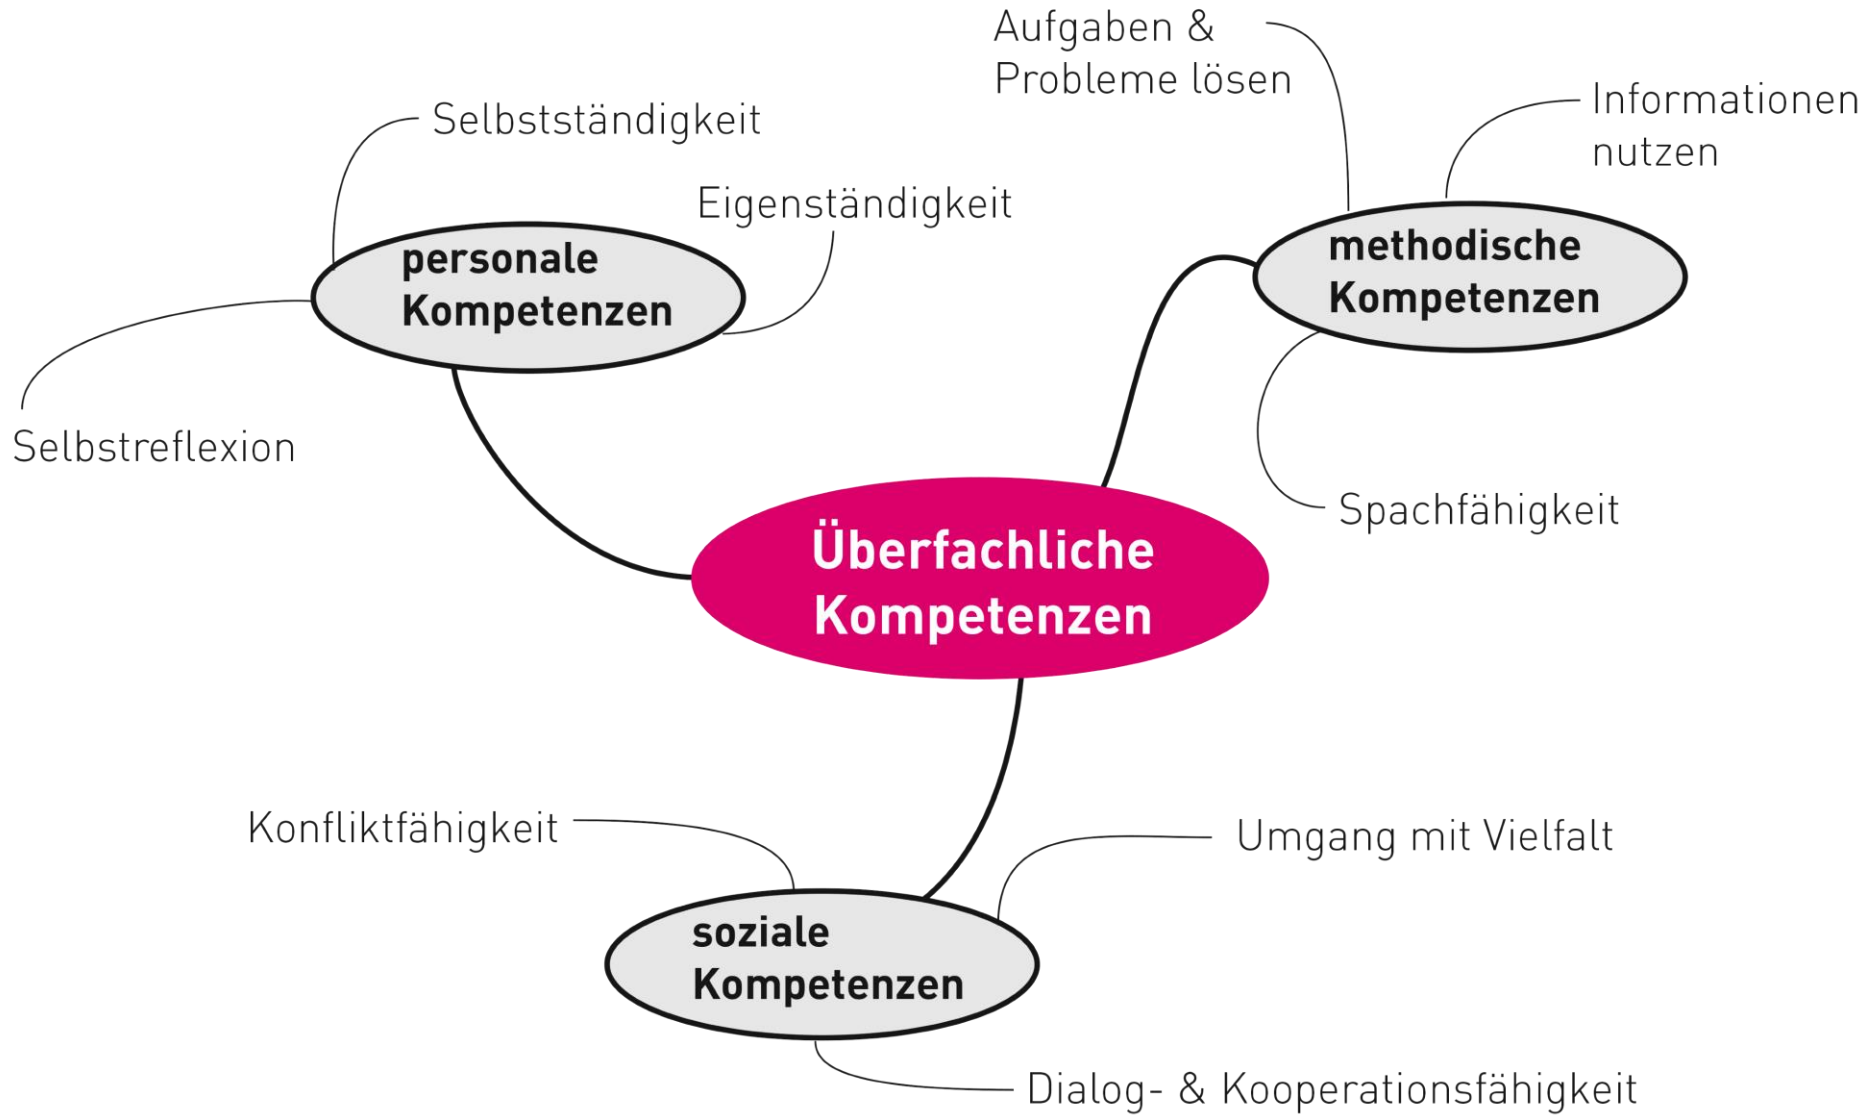 Aufgaben &
Probleme lösen
Informationen
nutzen
Selbstständigkeit
Eigenständigkeit
personale
Kompetenzen
methodische
Kompetenzen
Selbstreflexion
Spachfähigkeit
Überfachliche
Kompetenzen
Konfliktfähigkeit
Umgang mit Vielfalt
soziale
Kompetenzen
Dialog- & Kooperationsfähigkeit